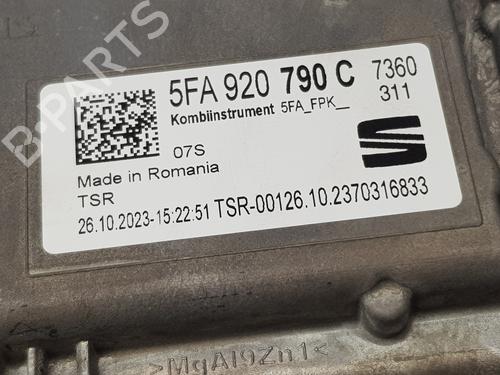 B-PARTS
5FA 920 790 C 7360
Kombiinstrument 5FA_FPK__ 311
07S
Made in Romania
TSR
26.10.2023-15:22:51 TSR-00126.10.2370316833
>MgAl9Zn1<